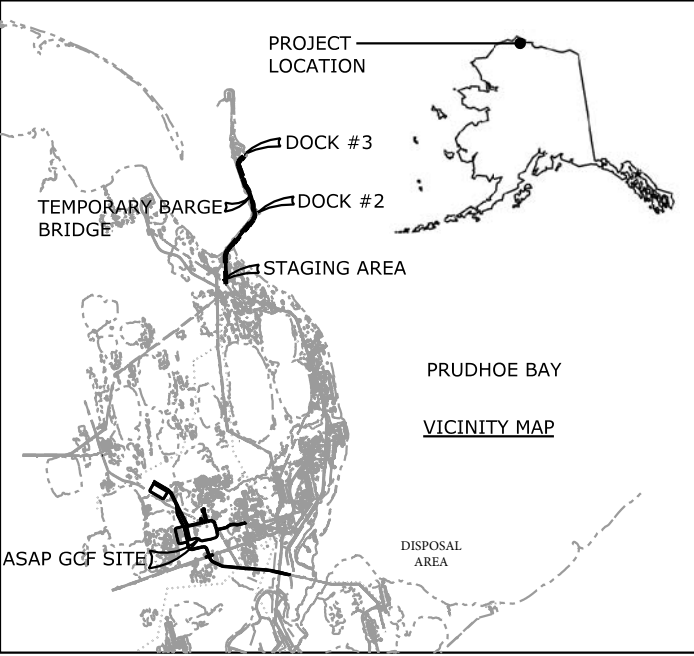 PROJECT
LOCATION
DOCK #3
DOCK #2
TEMPORARY BARGE
BRIDGE
STAGING AREA
PRUDHOE BAY
VICINITY MAP
DISPOSAL
AREA
ASAP GCF SITE